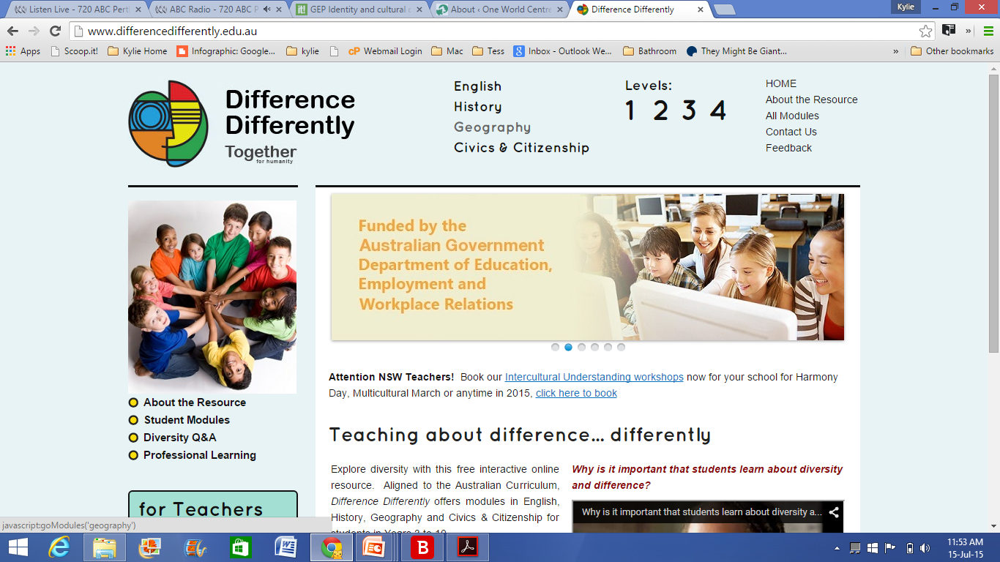 Listen Live - 720 ABC Pert
ABC Radio - 720 ABC P
GEP Identity and cultural e
About ‹ One World Centre
Difference Differently
Kylie
www.differencedifferently.edu.au
Apps
Scoop.it!
Kylie Home
Infographic: Google...
kylie
Webmail Login
Mac
Tess
Inbox - Outlook We...
Bathroom
They Might Be Giant...
»
Other bookmarks
Difference
Differently
Together
for humanity
English
History
Geography
Civics & Citizenship
Levels:
1 2 3 4
HOME
About the Resource
All Modules
Contact Us
Feedback
Funded by the
Australian Government
Department of Education,
Employment and
Workplace Relations
About the Resource
Student Modules
Diversity Q&A
Professional Learning
for Teachers
Attention NSW Teachers! Book our Intercultural Understanding workshops now for your school for Harmony
Day, Multicultural March or anytime in 2015, click here to book
Teaching about difference... differently
Explore diversity with this free interactive online
resource. Aligned to the Australian Curriculum,
Difference Differently offers modules in English,
History, Geography and Civics & Citizenship for
students in Years 3 to 10
Why is it important that students learn about diversity
and difference?
Why is it important that students learn about diversity a...
javascript:goModules('geography')
11:53 AM
15-Jul-15